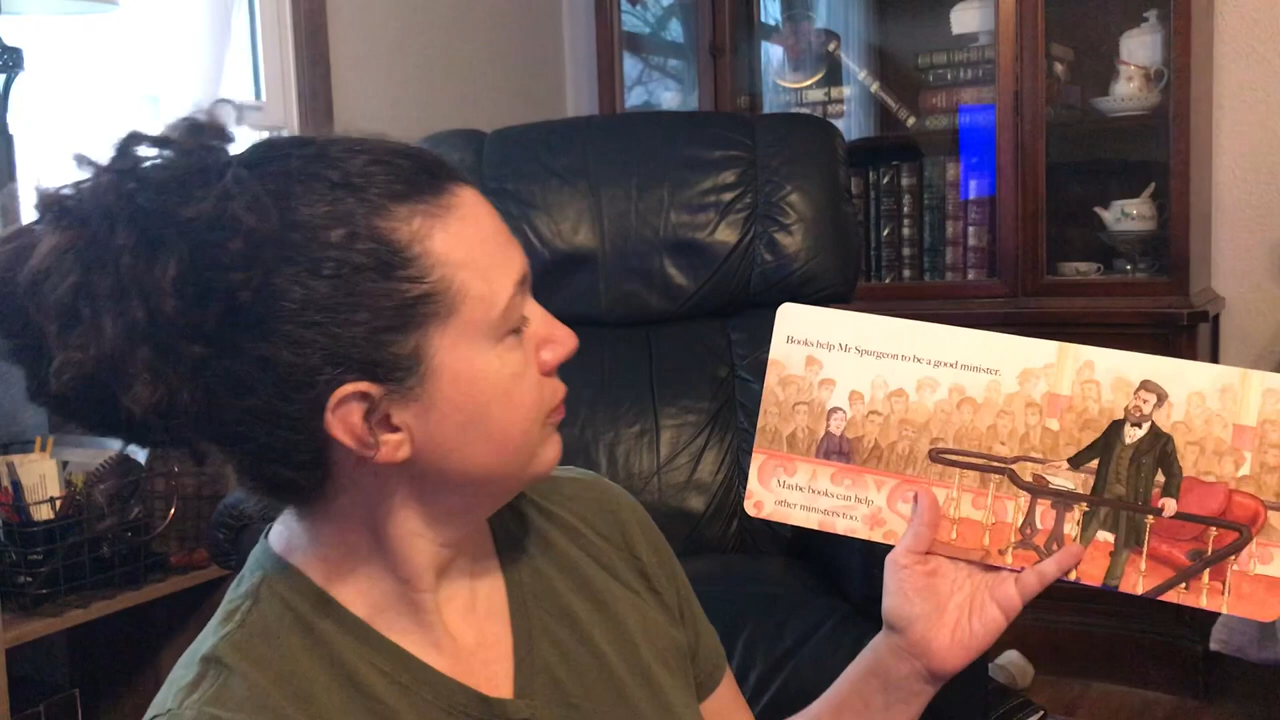 Books help Mr Spurgeon to be a good minister.
Maybe books can help
other ministers too.